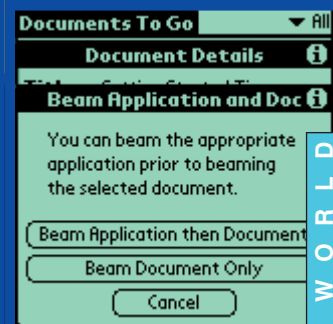 Documents To Go
All
Document Details
Beam Application and Doc
You can beam the appropriate
application prior to beaming
the selected document.
Beam Application then Document
Beam Document Only
Cancel
WORLD